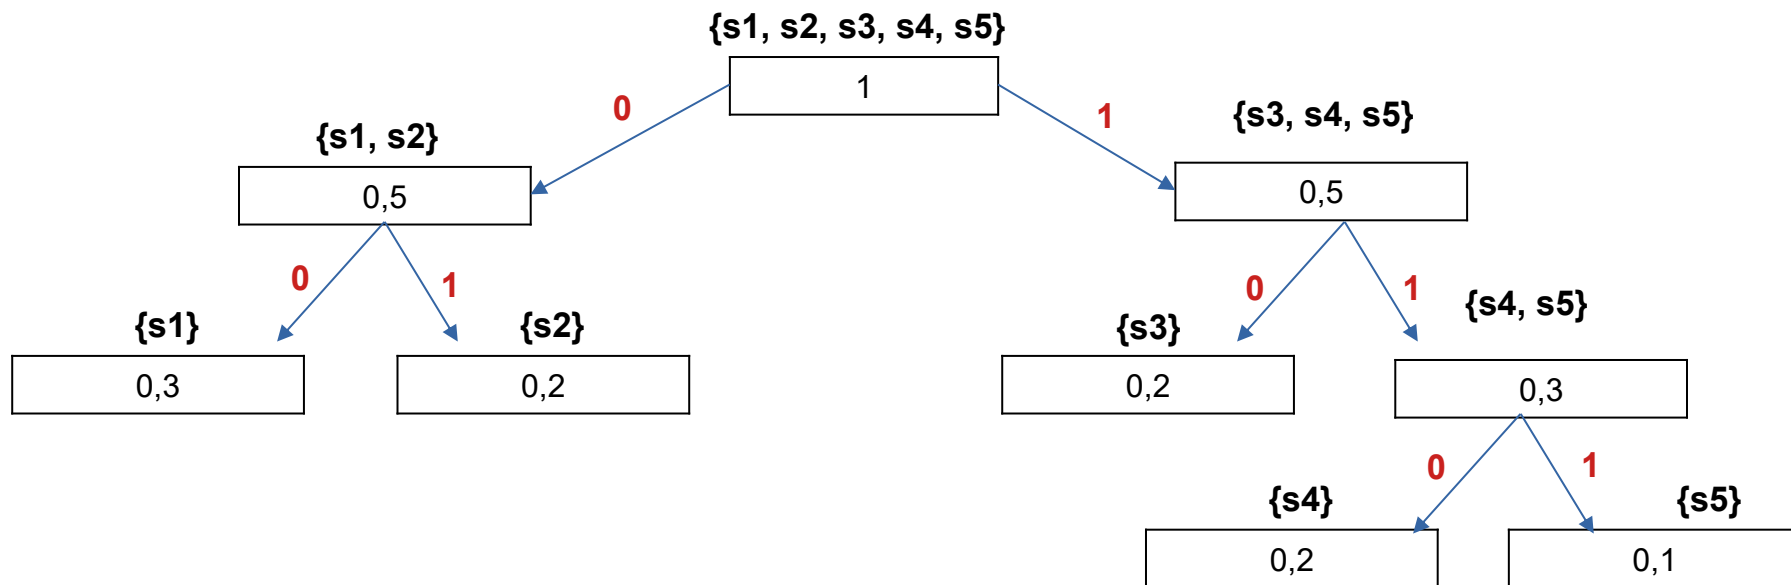 {s1, s2, s3, s4, s5}
1
0
1
{s1, s2}
0,5
{s3, s4, s5}
0,5
0
1
{s1}
0,3
{s2}
0,2
0
1
{s3}
0,2
{s4, s5}
0,3
0
1
{s4}
0,2
{s5}
0,1